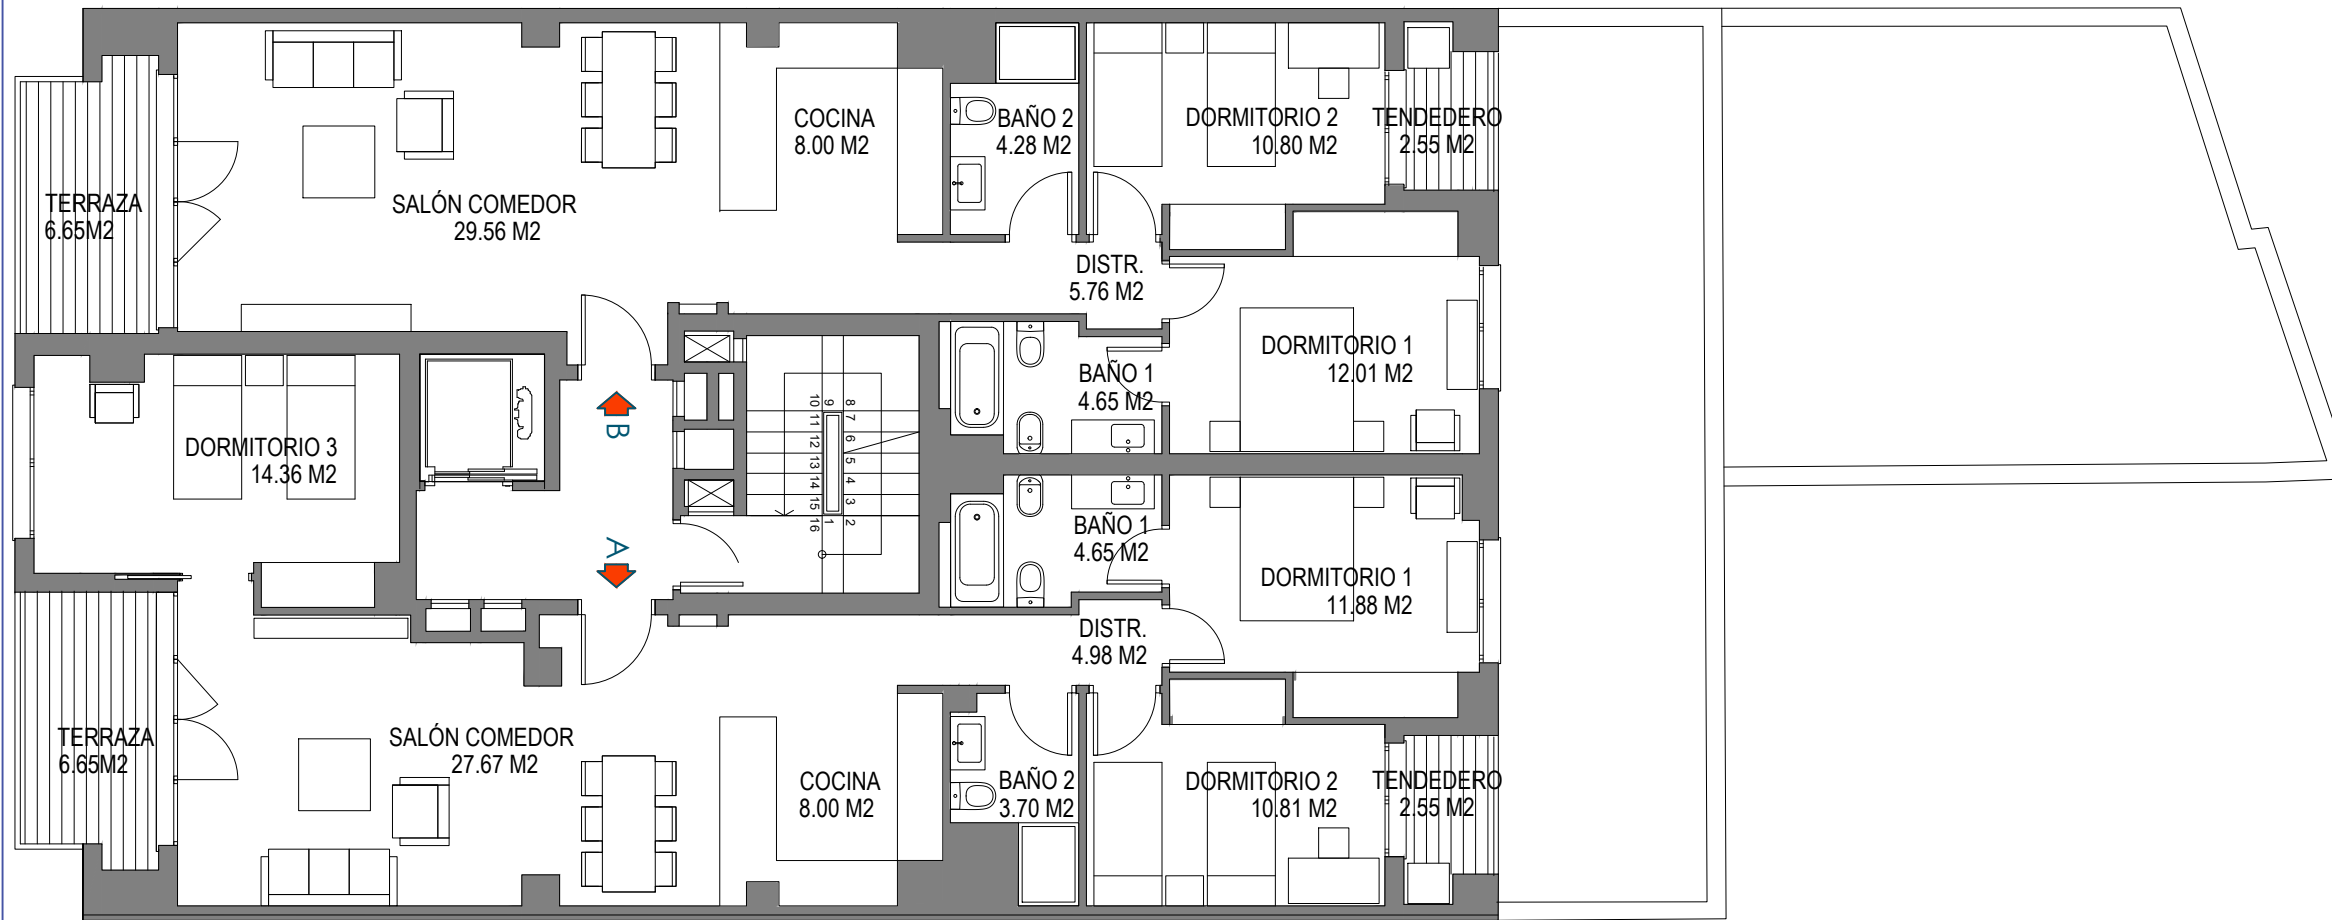 COCINA
8.00 M2
BAÑO 2
4.28 M2
DORMITORIO 2
10.80 M2
TENDEDERO
2.55 M2
TERRAZA
6.65M2
SALÓN COMEDOR
29.56 M2
DISTR.
5.76 M2
DORMITORIO 1
12.01 M2
BAÑO 1
4.65 M2
B
10 9 8
11 7
12 6
13 5
14 4
15 3
16 1 2
DORMITORIO 3
14.36 M2
A
BAÑO 1
4.65 M2
DORMITORIO 1
11.88 M2
DISTR.
4.98 M2
TERRAZA
6.65M2
SALÓN COMEDOR
27.67 M2
COCINA
8.00 M2
BAÑO 2
3.70 M2
DORMITORIO 2
10.81 M2
TENDEDERO
2.55 M2